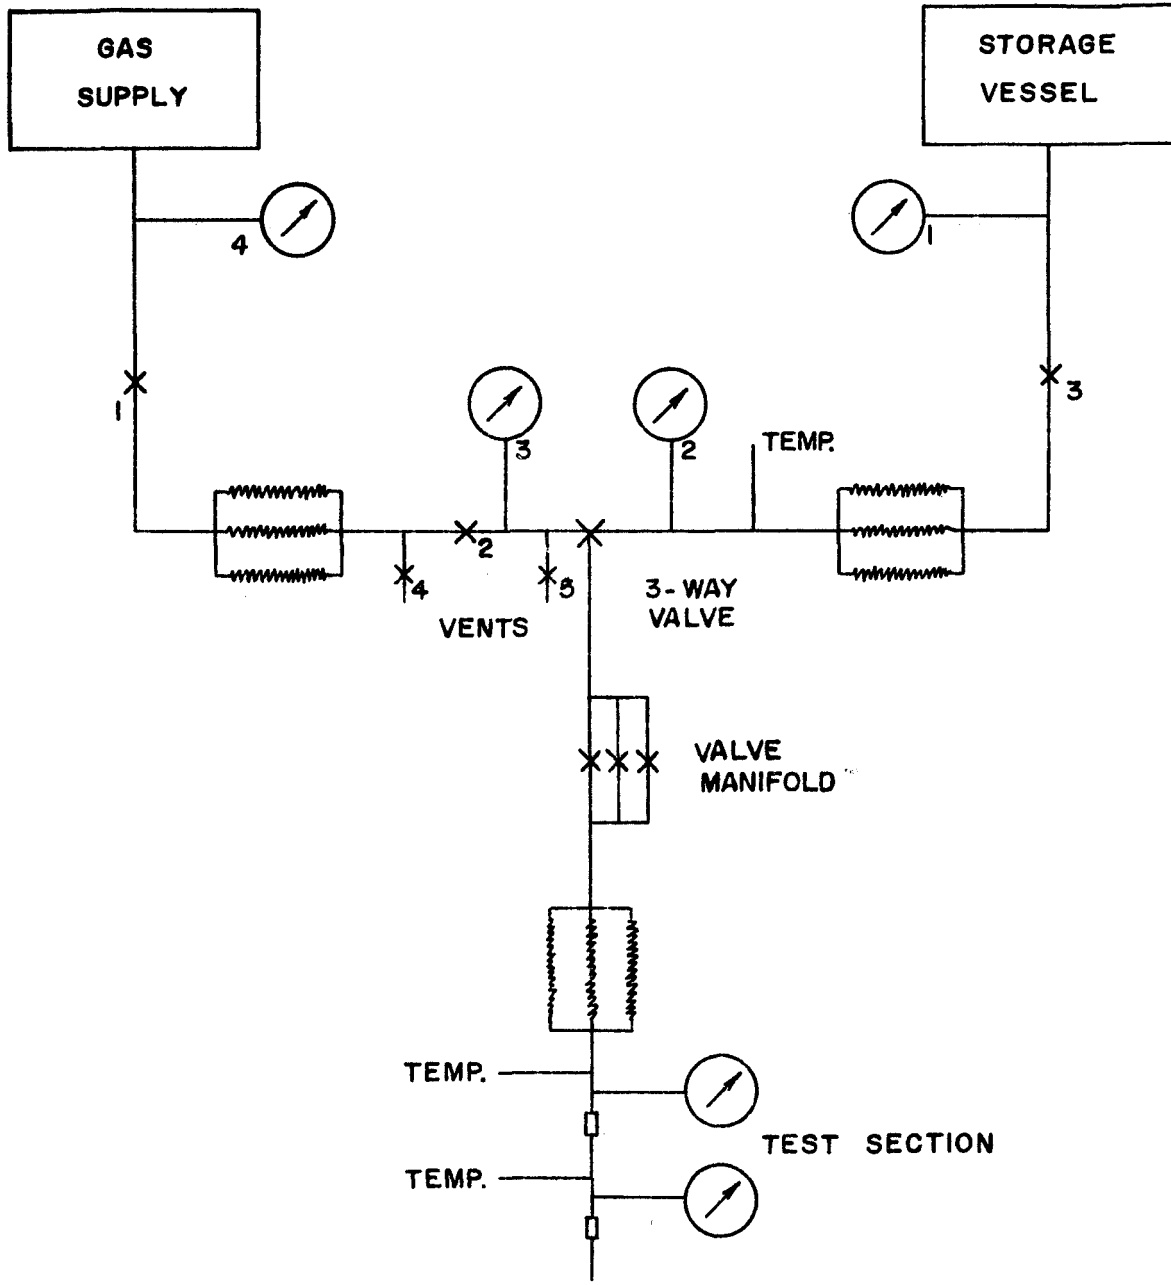 GAS
SUPPLY
STORAGE
VESSEL
4
1
1
3
3
2
TEMP.
2
4
5
VENTS
3-WAY
VALVE
VALVE
MANIFOLD
TEMP.
TEST SECTION
TEMP.